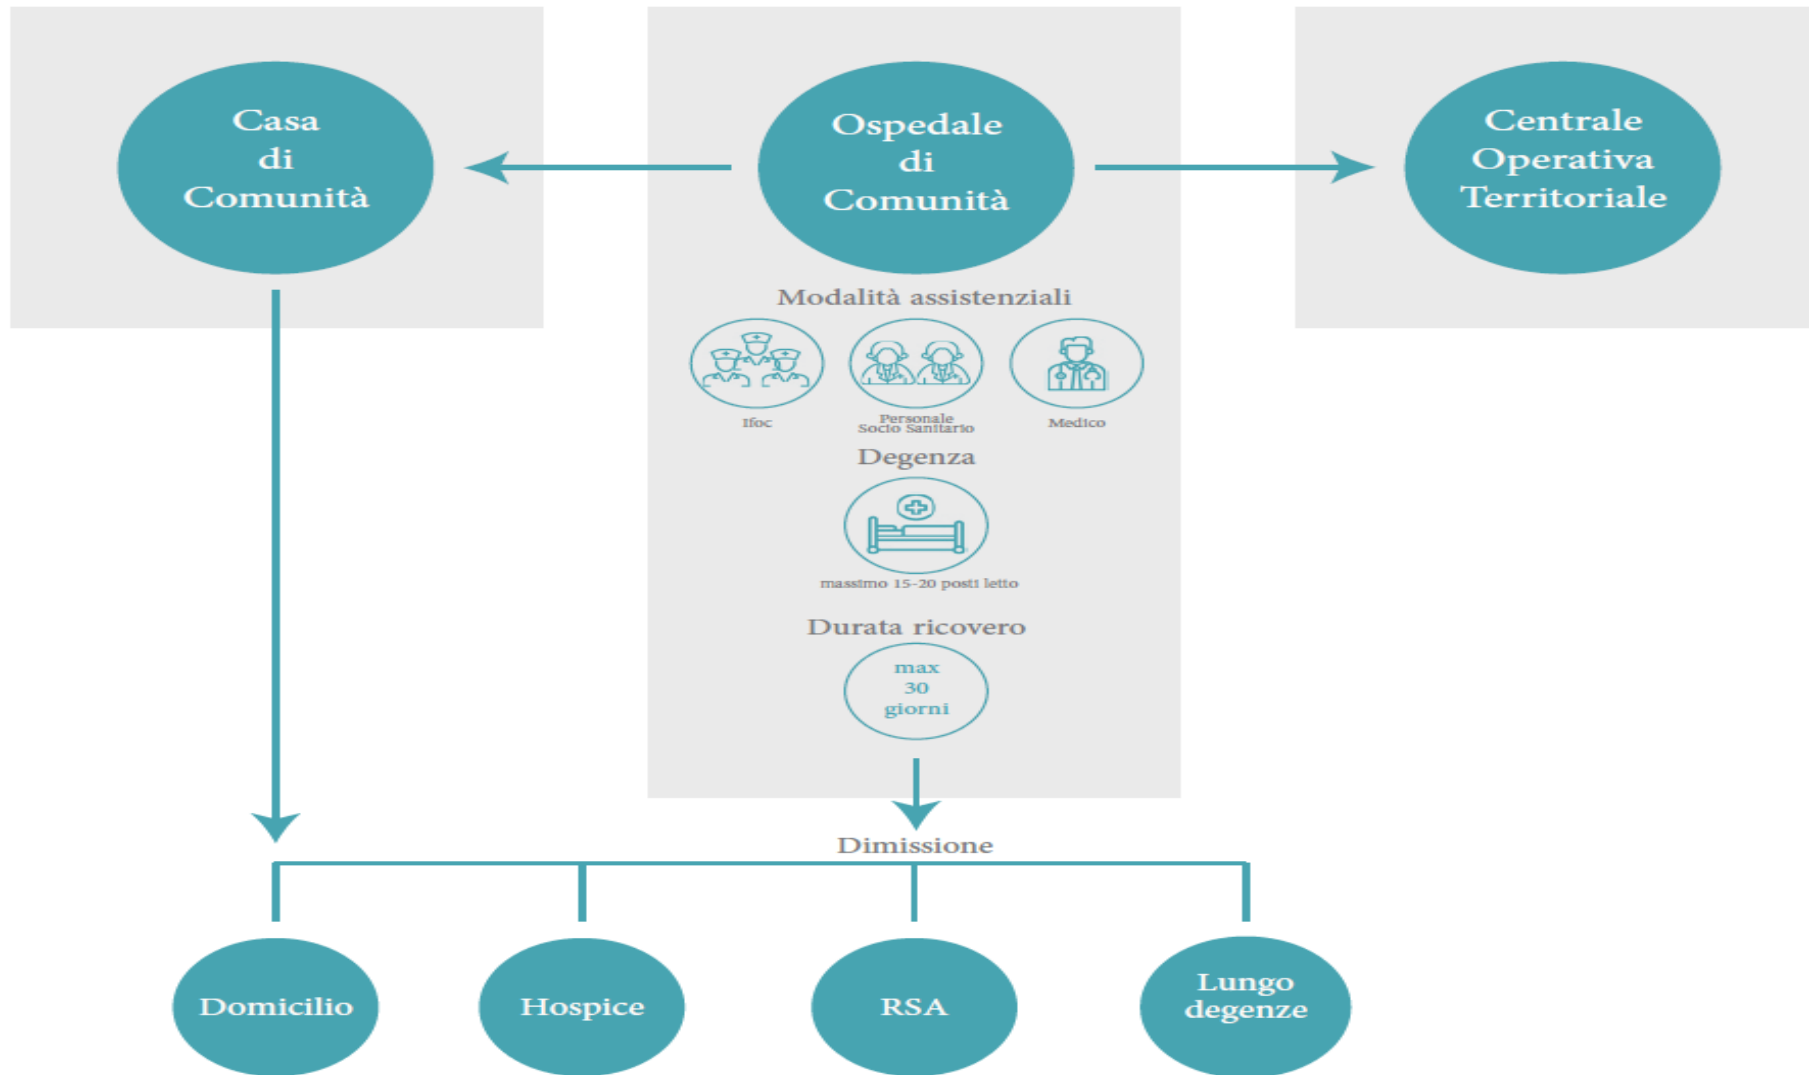 Casa
di
Comunità
Ospedale
di
Comunità
Centrale
Operativa
Territoriale
Modalità assistenziali
Ifoc
Personale
Socio Sanitario
Medico
Degenza
massimo 15-20 posti letto
Durata ricovero
max
30
giorni
Dimissione
Domicilio
Hospice
RSA
Lungo
degenze